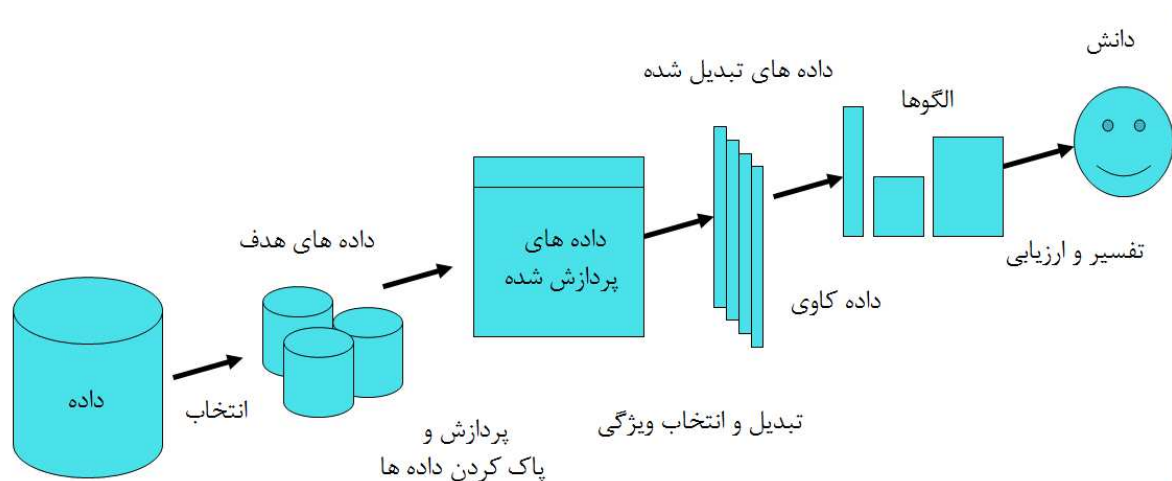 داده
انتخاب
داده های هدف
پردازش و
پاک کردن داده ها
داده های
پردازش شده
تبدیل و انتخاب ویژگی
داده های تبدیل شده
داده کاوی
الگوها
تفسیر و ارزیابی
دانش